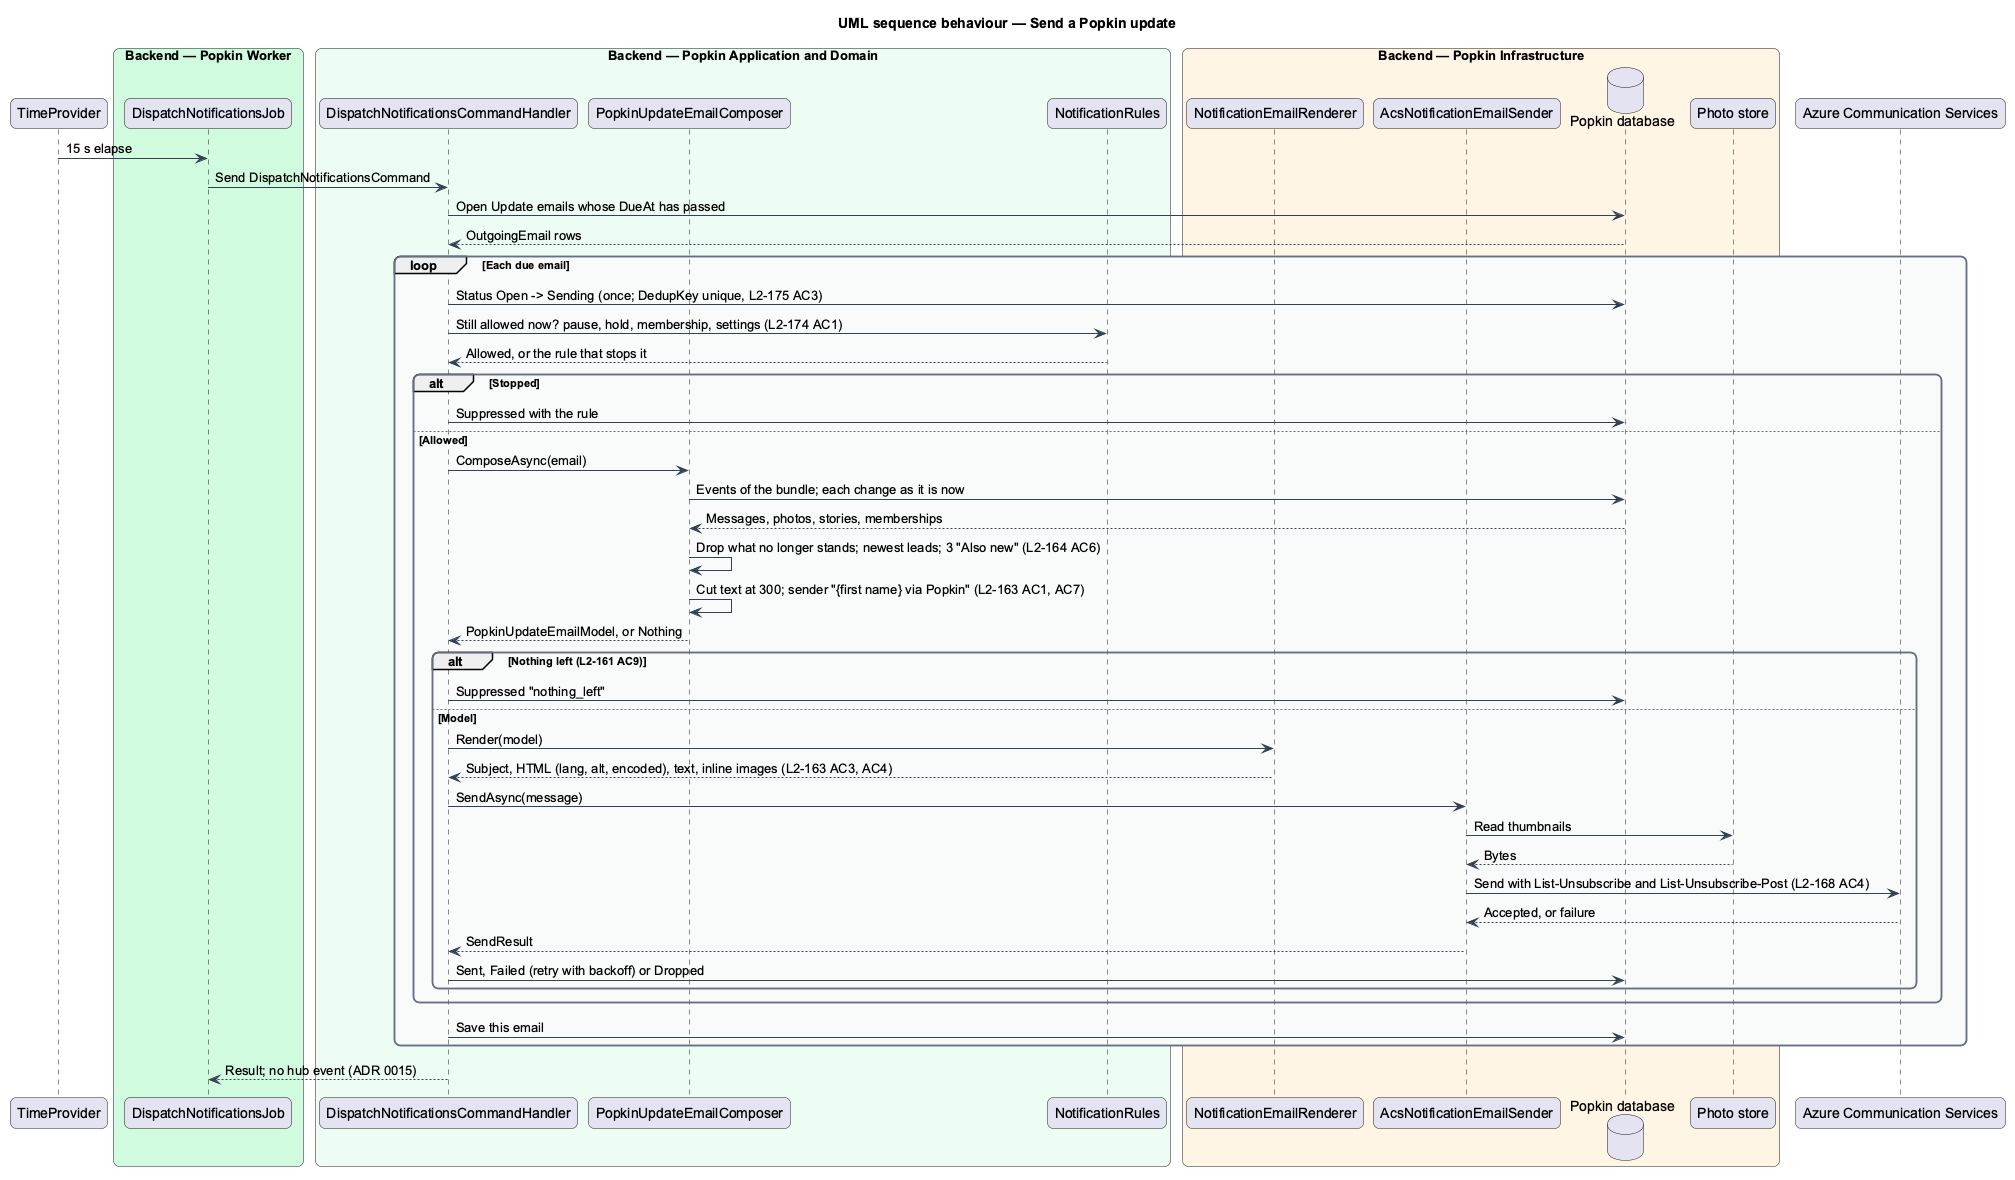 UML sequence behaviour — Send a Popkin update
Backend — Popkin Worker
Backend — Popkin Application and Domain
Backend — Popkin Infrastructure
TimeProvider
DispatchNotificationsJob
DispatchNotificationsCommandHandler
PopkinUpdateEmailComposer
NotificationRules
NotificationEmailRenderer
AcsNotificationEmailSender
Popkin database
Photo store
Azure Communication Services
15 s elapse
Send DispatchNotificationsCommand
Open Update emails whose DueAt has passed
OutgoingEmail rows
loop
[Each due email]
Status Open -> Sending (once; DedupKey unique, L2-175 AC3)
Still allowed now? pause, hold, membership, settings (L2-174 AC1)
Allowed, or the rule that stops it
alt
[Stopped]
Suppressed with the rule
[Allowed]
ComposeAsync(email)
Events of the bundle; each change as it is now
Messages, photos, stories, memberships
Drop what no longer stands; newest leads; 3 "Also new" (L2-164 AC6)
Cut text at 300; sender "{first name} via Popkin" (L2-163 AC1, AC7)
PopkinUpdateEmailModel, or Nothing
alt
[Nothing left (L2-161 AC9)]
Suppressed "nothing_left"
[Model]
Render(model)
Subject, HTML (lang, alt, encoded), text, inline images (L2-163 AC3, AC4)
SendAsync(message)
Read thumbnails
Bytes
Send with List-Unsubscribe and List-Unsubscribe-Post (L2-168 AC4)
Accepted, or failure
SendResult
Sent, Failed (retry with backoff) or Dropped
Save this email
Result; no hub event (ADR 0015)
TimeProvider
DispatchNotificationsJob
DispatchNotificationsCommandHandler
PopkinUpdateEmailComposer
NotificationRules
NotificationEmailRenderer
AcsNotificationEmailSender
Popkin database
Photo store
Azure Communication Services